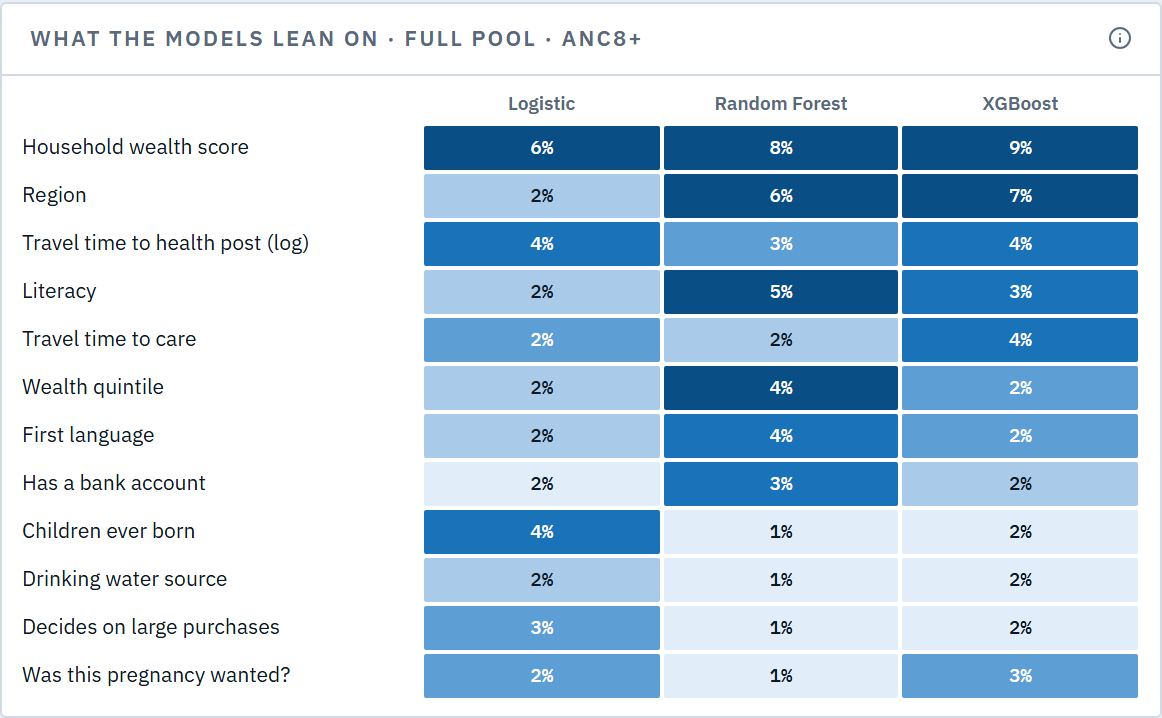 WHAT THE MODELS LEAN ON · FULL POOL · ANC8+
Logistic Random Forest XGBoost
Household wealth score 6% 8% 9%
Region 2% 6% 7%
Travel time to health post (log) 4% 3% 4%
Literacy 2% 5% 3%
Travel time to care 2% 2% 4%
Wealth quintile 2% 4% 2%
First language 2% 4% 2%
Has a bank account 2% 3% 2%
Children ever born 4% 1% 2%
Drinking water source 2% 1% 2%
Decides on large purchases 3% 1% 2%
Was this pregnancy wanted? 2% 1% 3%